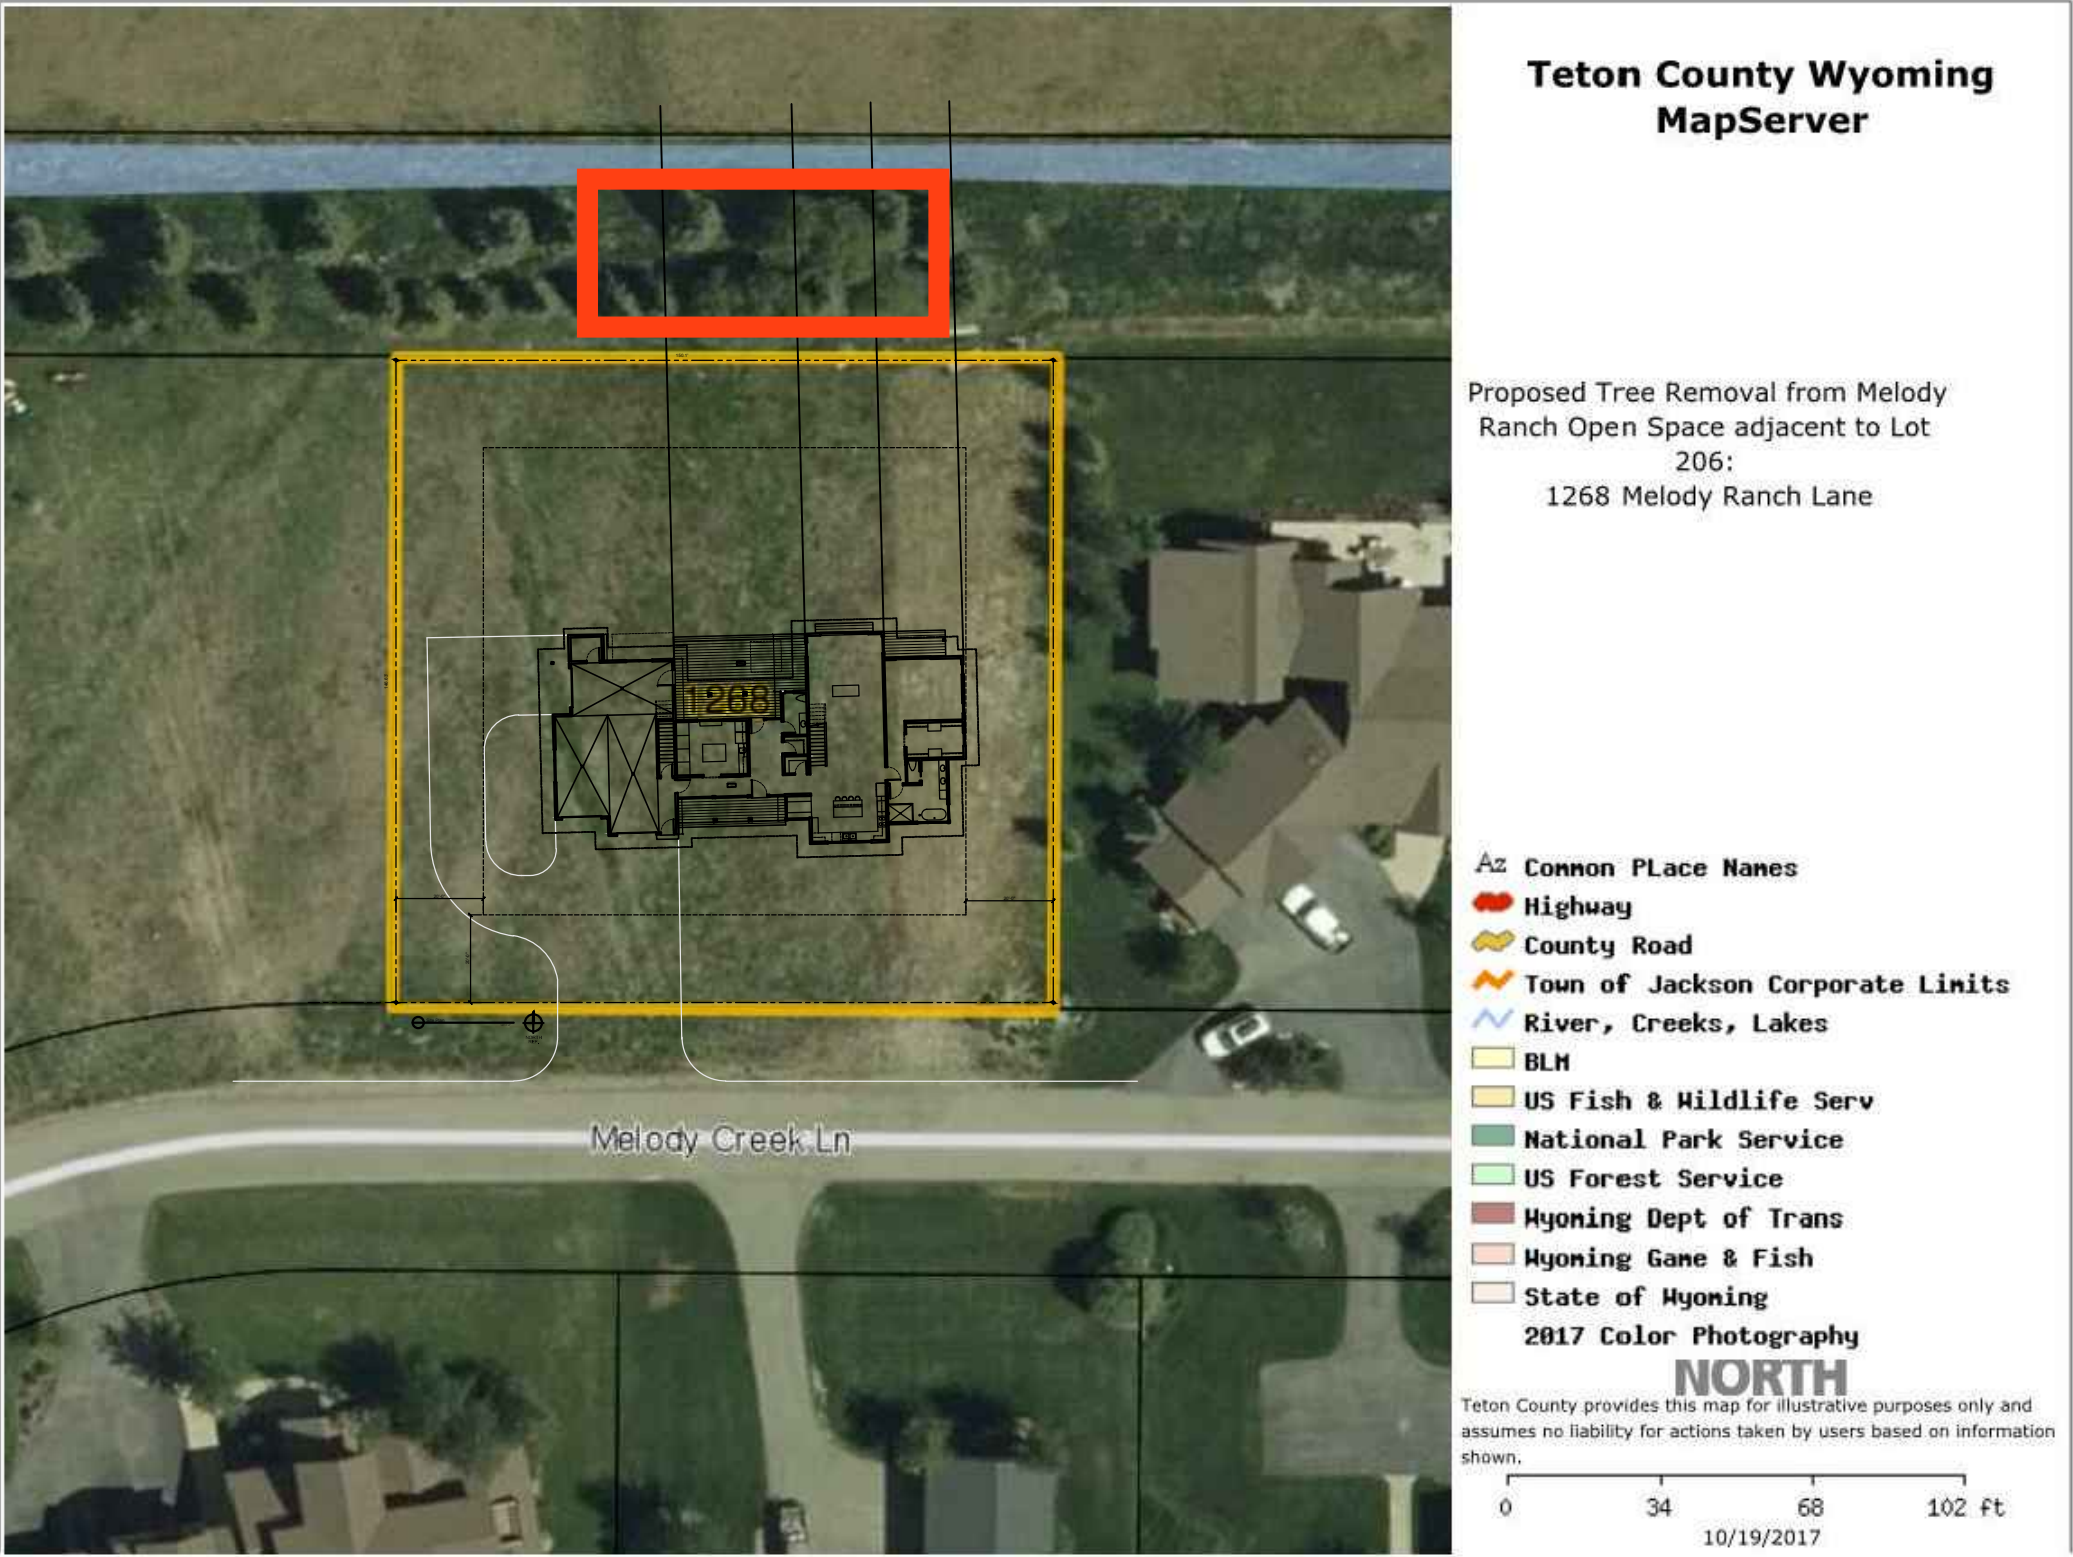 Teton County Wyoming
MapServer
Proposed Tree Removal from Melody
Ranch Open Space adjacent to Lot
206:
1268 Melody Ranch Lane
1268
Melody Creek Ln
Az Common PLace Names
Highway
County Road
Town of Jackson Corporate Limits
River, Creeks, Lakes
BLM
US Fish & Wildlife Serv
National Park Service
US Forest Service
Wyoming Dept of Trans
Wyoming Game & Fish
State of Wyoming
2017 Color Photography
NORTH
Teton County provides this map for illustrative purposes only and
assumes no liability for actions taken by users based on information
shown.
0 34 68 102 ft
10/19/2017